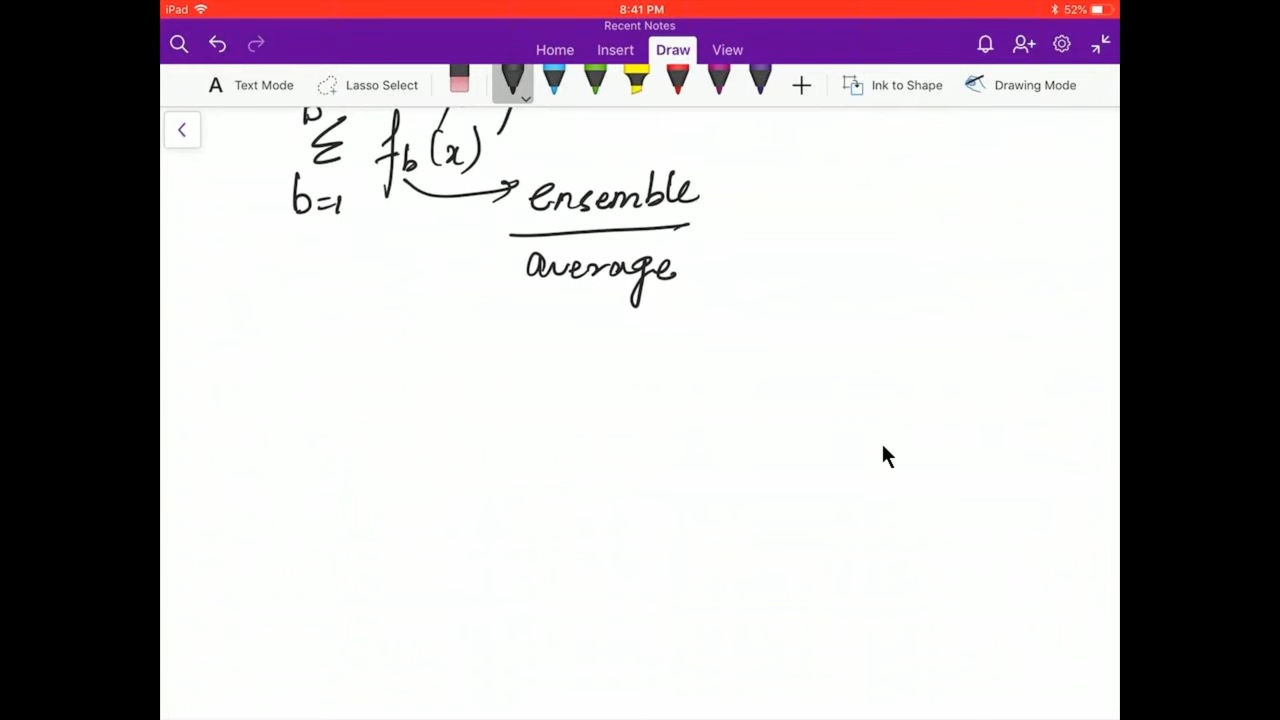 iPad 8:41 PM 52%
Recent Notes
Home Insert Draw View
A Text Mode Lasso Select + Ink to Shape Drawing Mode
Σ f_b (x)
b=1
ensemble
average